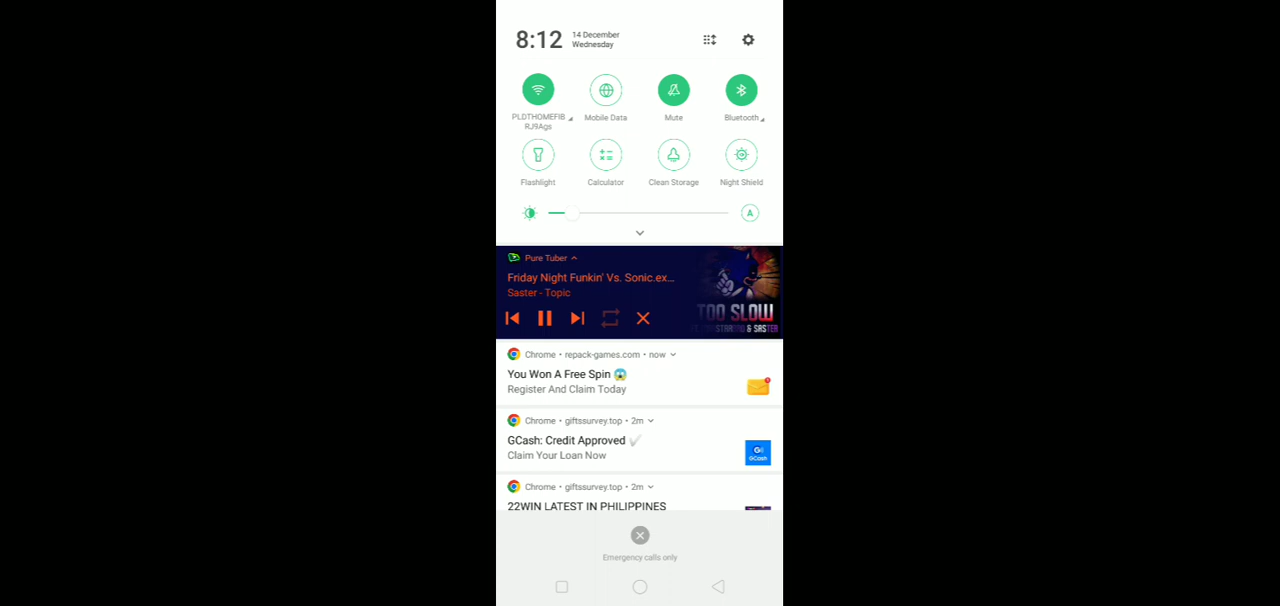 8:12
14 December
Wednesday
PLDTHOMEFIB
RJ9Ags
Mobile Data
Mute
Bluetooth
Flashlight
Calculator
Clean Storage
Night Shield
A
Pure Tuber
Friday Night Funkin' Vs. Sonic.ex...
Saster - Topic
TOO SLOW
& SASTER
Chrome • repack-games.com • now
You Won A Free Spin 😱
Register And Claim Today
Chrome • giftssurvey.top • 2m
GCash: Credit Approved ✅
Claim Your Loan Now
GCash
Chrome • giftssurvey.top • 2m
22WIN LATEST IN PHILIPPINES
Emergency calls only